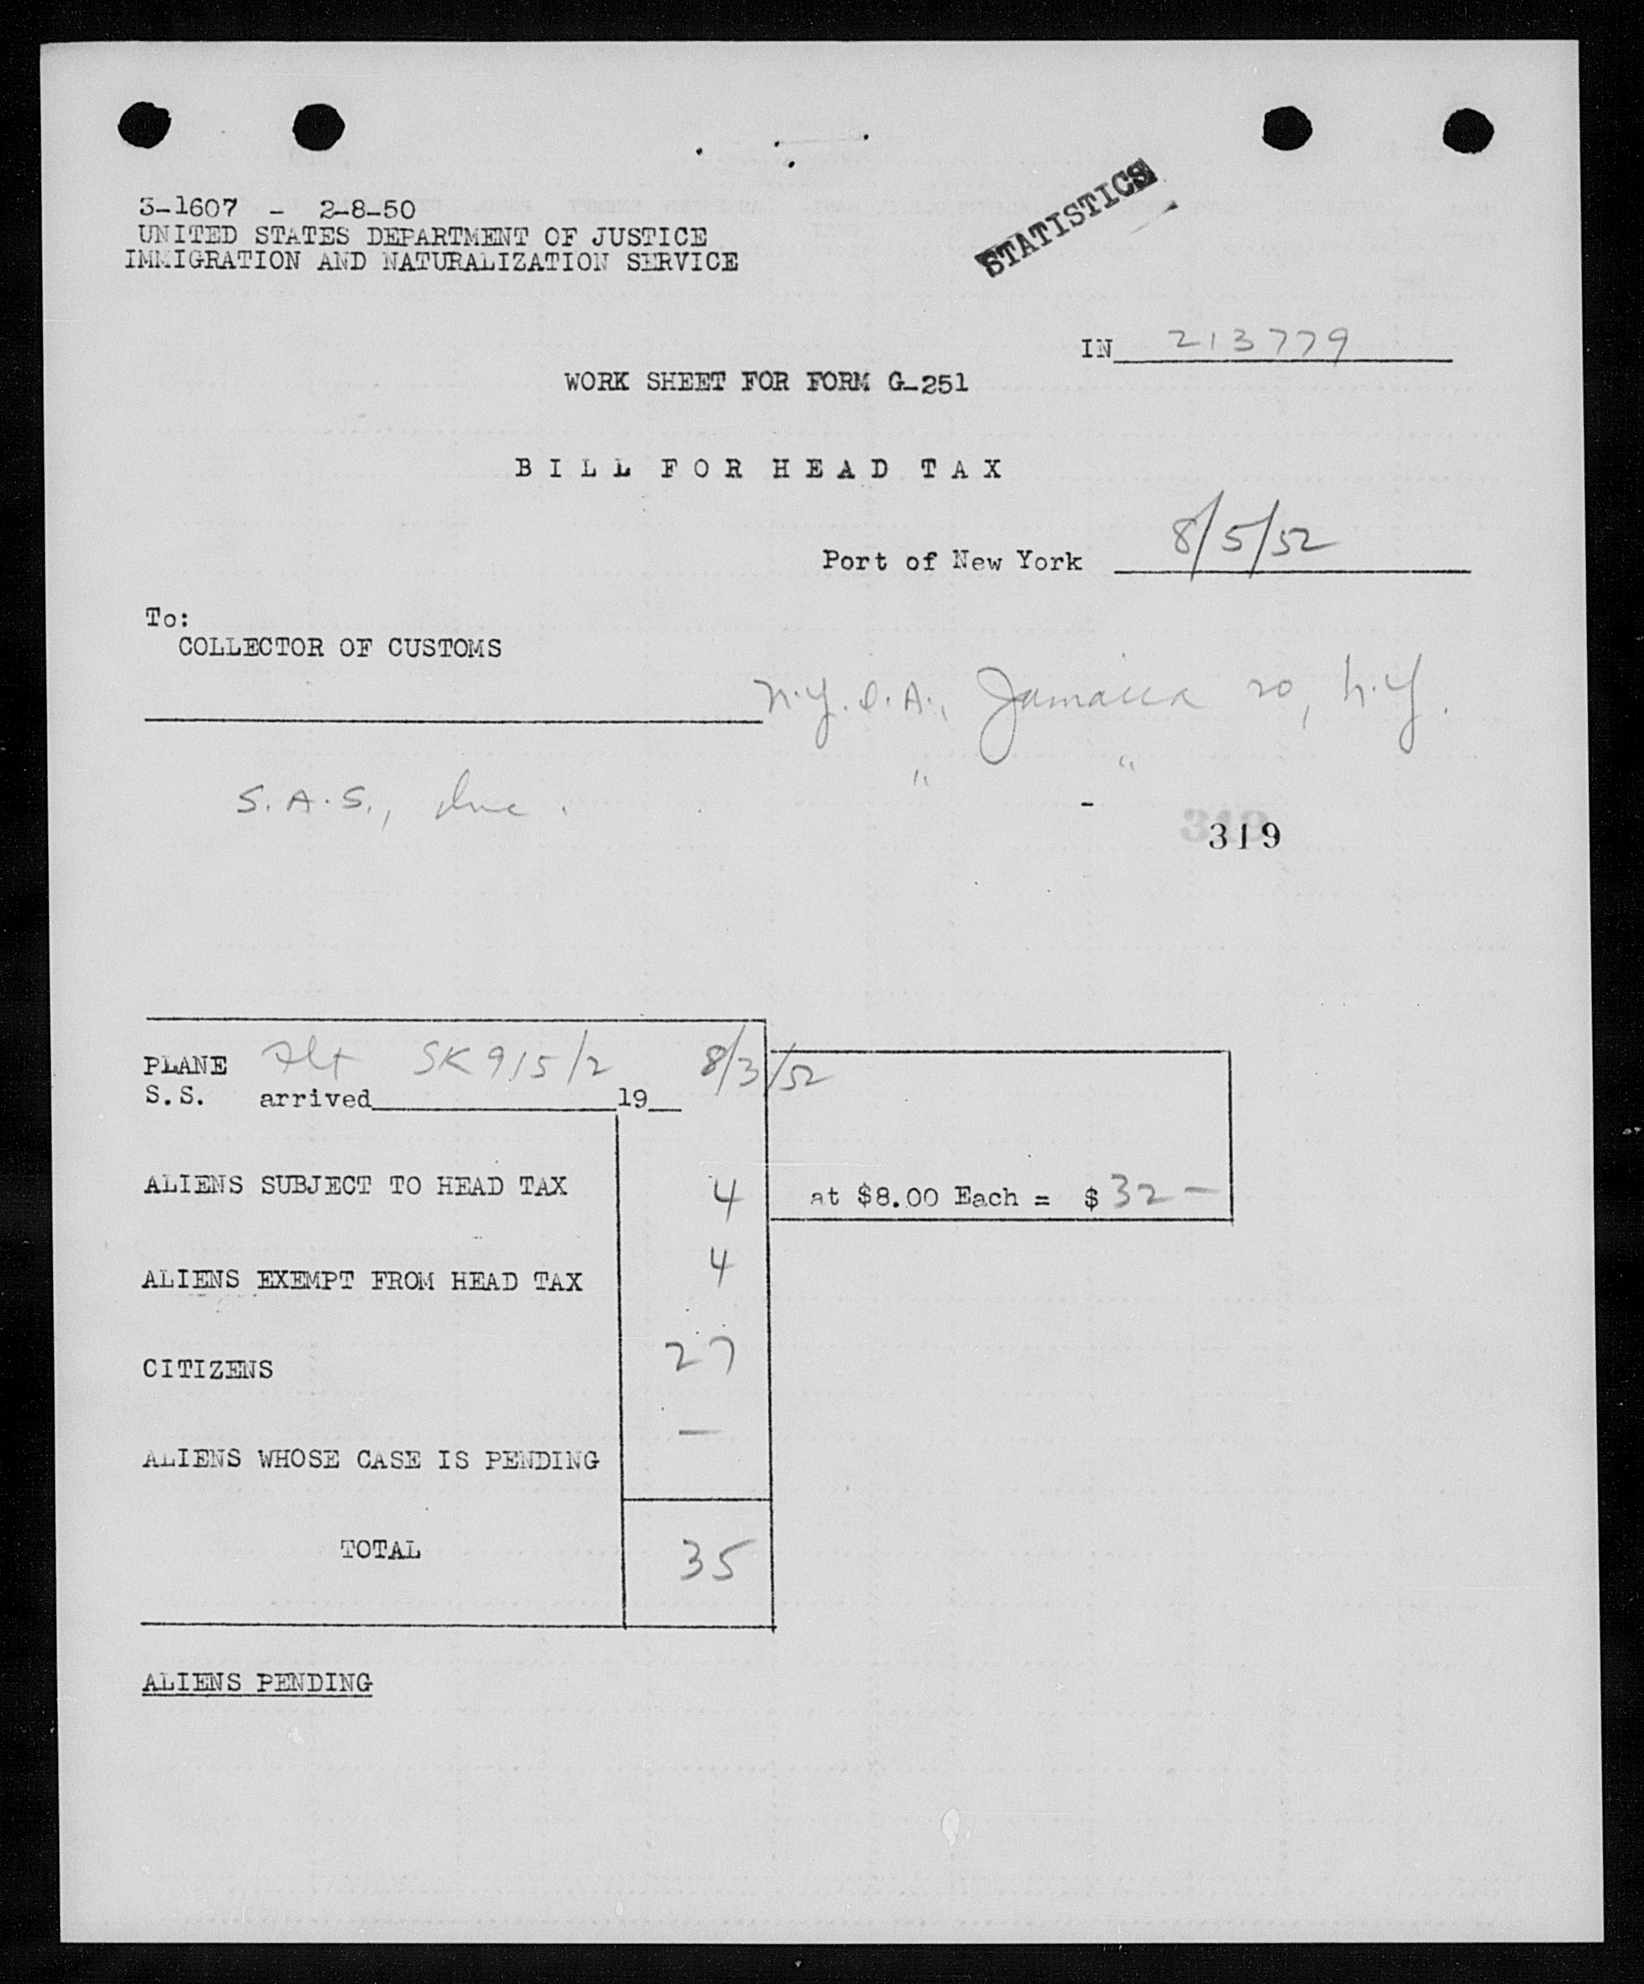 3-1607 - 2-8-50
UNITED STATES DEPARTMENT OF JUSTICE
IMMIGRATION AND NATURALIZATION SERVICE
STATISTICS
IN 213779
WORK SHEET FOR FORM G-251
BILL FOR HEAD TAX
Port of New York 8/5/52
To:
COLLECTOR OF CUSTOMS
N.Y.I.A., Jamaica 20, N.Y.
S.A.S., Inc. " "
-
319
PLANE Flt SK 915/2 8/3/52
S.S. arrived 19
ALIENS SUBJECT TO HEAD TAX 4 at $8.00 Each = $ 32 -
ALIENS EXEMPT FROM HEAD TAX 4
CITIZENS 27
ALIENS WHOSE CASE IS PENDING —
TOTAL 35
ALIENS PENDING